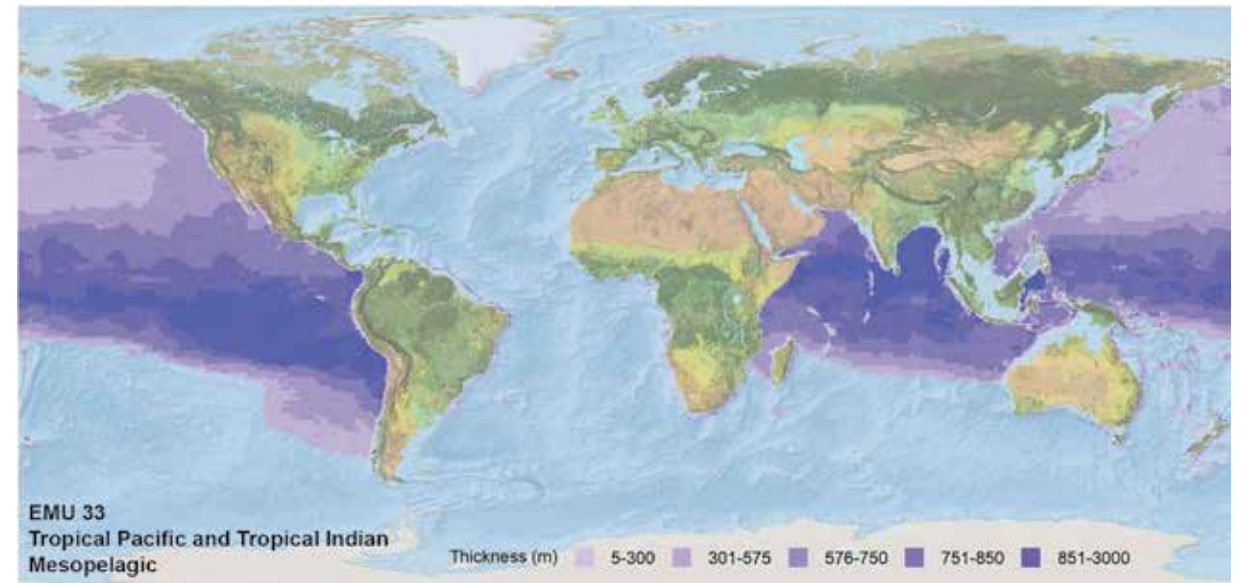 EMU 33
Tropical Pacific and Tropical Indian
Mesopelagic
Thickness (m) 5-300 301-575 576-750 751-850 851-3000